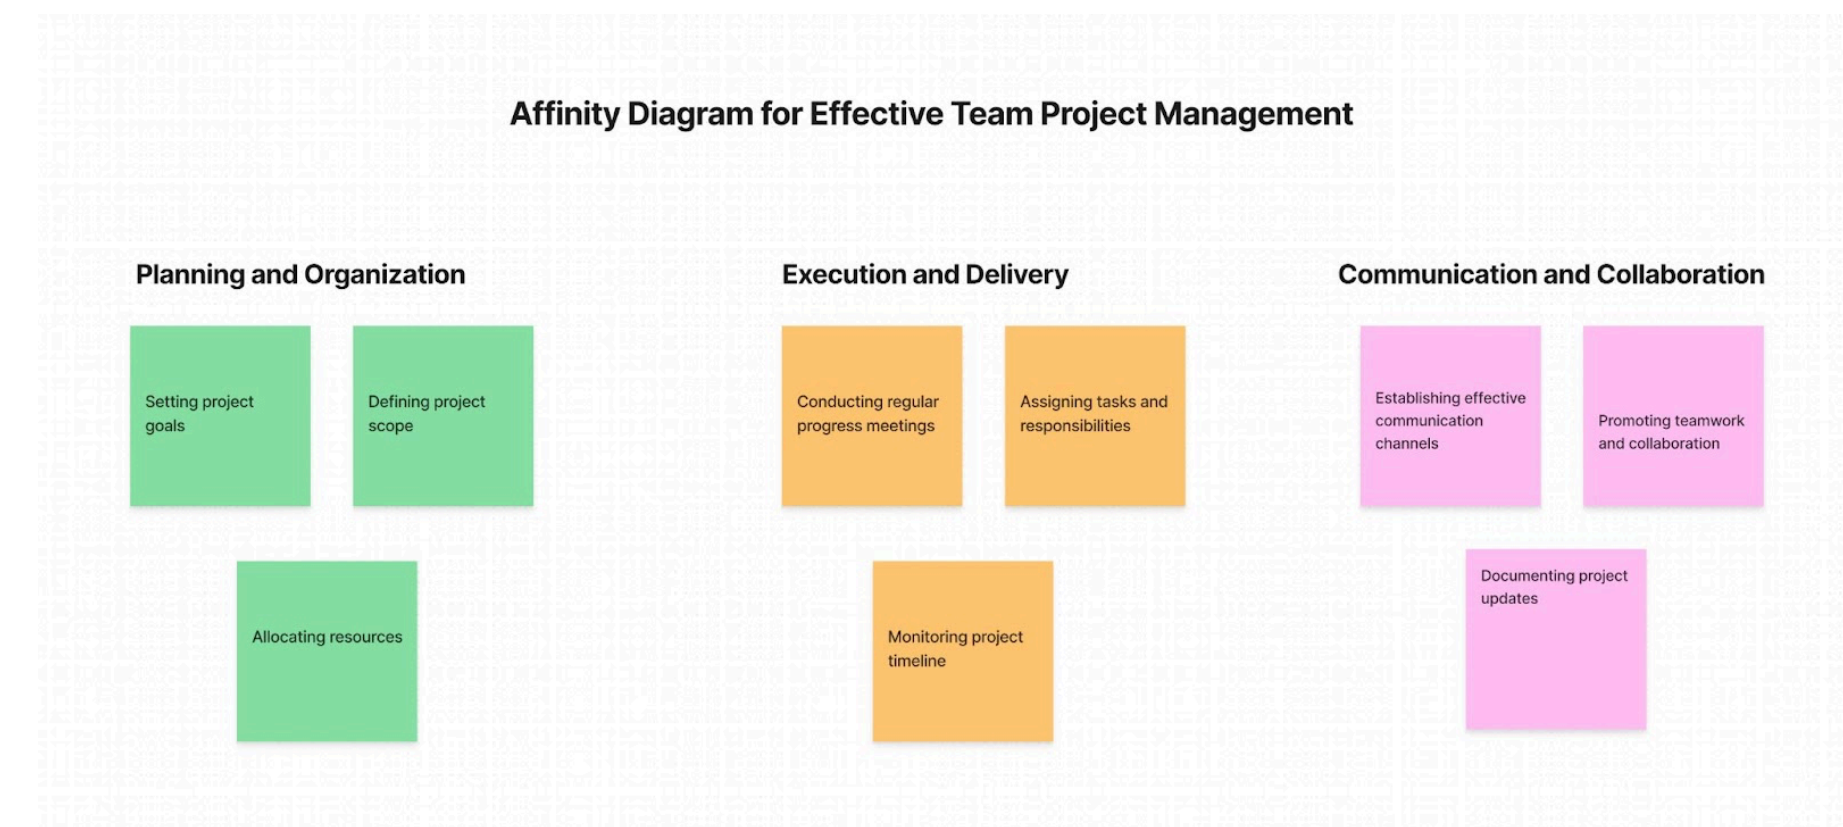 Affinity Diagram for Effective Team Project Management
Planning and Organization
Setting project
goals
Defining project
scope
Allocating resources
Execution and Delivery
Conducting regular
progress meetings
Assigning tasks and
responsibilities
Monitoring project
timeline
Communication and Collaboration
Establishing effective
communication
channels
Promoting teamwork
and collaboration
Documenting project
updates